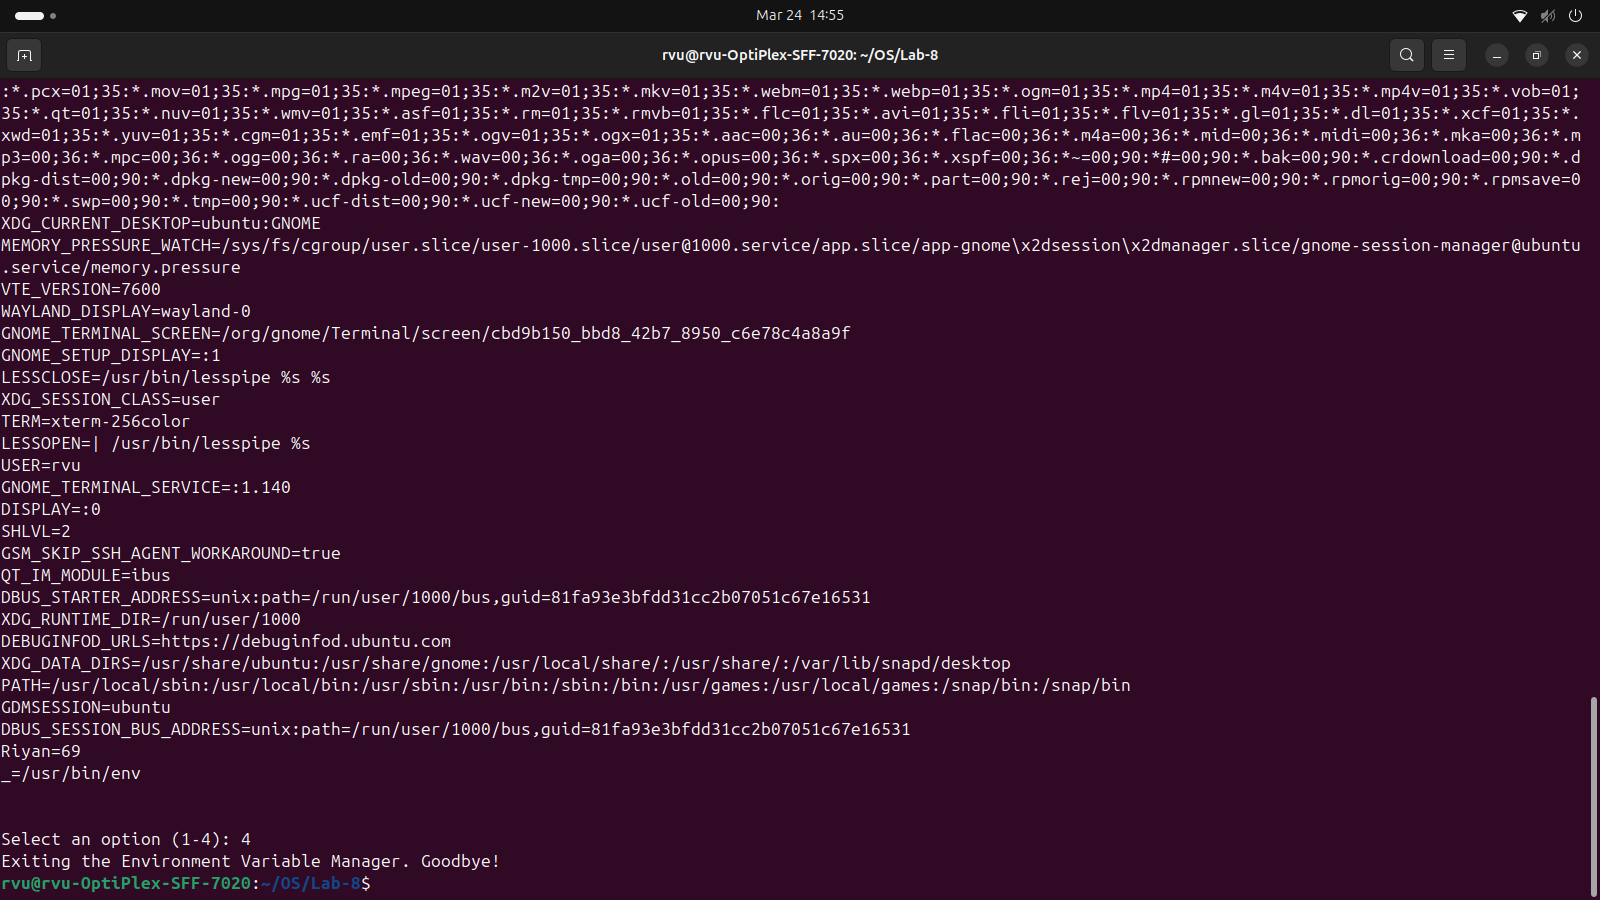 Mar 24  14:55
rvu@rvu-OptiPlex-SFF-7020: ~/OS/Lab-8
:*.pcx=01;35:*.mov=01;35:*.mpg=01;35:*.mpeg=01;35:*.m2v=01;35:*.mkv=01;35:*.webm=01;35:*.webp=01;35:*.ogm=01;35:*.mp4=01;35:*.m4v=01;35:*.mp4v=01;35:*.vob=01;
35:*.qt=01;35:*.nuv=01;35:*.wmv=01;35:*.asf=01;35:*.rm=01;35:*.rmvb=01;35:*.flc=01;35:*.avi=01;35:*.fli=01;35:*.flv=01;35:*.gl=01;35:*.dl=01;35:*.xcf=01;35:*.
xwd=01;35:*.yuv=01;35:*.cgm=01;35:*.emf=01;35:*.ogv=01;35:*.ogx=01;35:*.aac=00;36:*.au=00;36:*.flac=00;36:*.m4a=00;36:*.mid=00;36:*.midi=00;36:*.mka=00;36:*.m
p3=00;36:*.mpc=00;36:*.ogg=00;36:*.ra=00;36:*.wav=00;36:*.oga=00;36:*.opus=00;36:*.spx=00;36:*.xspf=00;36:*~=00;90:*#=00;90:*.bak=00;90:*.crdownload=00;90:*.d
pkg-dist=00;90:*.dpkg-new=00;90:*.dpkg-old=00;90:*.dpkg-tmp=00;90:*.old=00;90:*.orig=00;90:*.part=00;90:*.rej=00;90:*.rpmnew=00;90:*.rpmorig=00;90:*.rpmsave=0
0;90:*.swp=00;90:*.tmp=00;90:*.ucf-dist=00;90:*.ucf-new=00;90:*.ucf-old=00;90:
XDG_CURRENT_DESKTOP=ubuntu:GNOME
MEMORY_PRESSURE_WATCH=/sys/fs/cgroup/user.slice/user-1000.slice/user@1000.service/app.slice/app-gnome\x2dsession\x2dmanager.slice/gnome-session-manager@ubuntu
.service/memory.pressure
VTE_VERSION=7600
WAYLAND_DISPLAY=wayland-0
GNOME_TERMINAL_SCREEN=/org/gnome/Terminal/screen/cbd9b150_bbd8_42b7_8950_c6e78c4a8a9f
GNOME_SETUP_DISPLAY=:1
LESSCLOSE=/usr/bin/lesspipe %s %s
XDG_SESSION_CLASS=user
TERM=xterm-256color
LESSOPEN=| /usr/bin/lesspipe %s
USER=rvu
GNOME_TERMINAL_SERVICE=:1.140
DISPLAY=:0
SHLVL=2
GSM_SKIP_SSH_AGENT_WORKAROUND=true
QT_IM_MODULE=ibus
DBUS_STARTER_ADDRESS=unix:path=/run/user/1000/bus,guid=81fa93e3bfdd31cc2b07051c67e16531
XDG_RUNTIME_DIR=/run/user/1000
DEBUGINFOD_URLS=https://debuginfod.ubuntu.com
XDG_DATA_DIRS=/usr/share/ubuntu:/usr/share/gnome:/usr/local/share/:/usr/share/:/var/lib/snapd/desktop
PATH=/usr/local/sbin:/usr/local/bin:/usr/sbin:/usr/bin:/sbin:/bin:/usr/games:/usr/local/games:/snap/bin:/snap/bin
GDMSESSION=ubuntu
DBUS_SESSION_BUS_ADDRESS=unix:path=/run/user/1000/bus,guid=81fa93e3bfdd31cc2b07051c67e16531
Riyan=69
_=/usr/bin/env
Select an option (1-4): 4
Exiting the Environment Variable Manager. Goodbye!
rvu@rvu-OptiPlex-SFF-7020:~/OS/Lab-8$